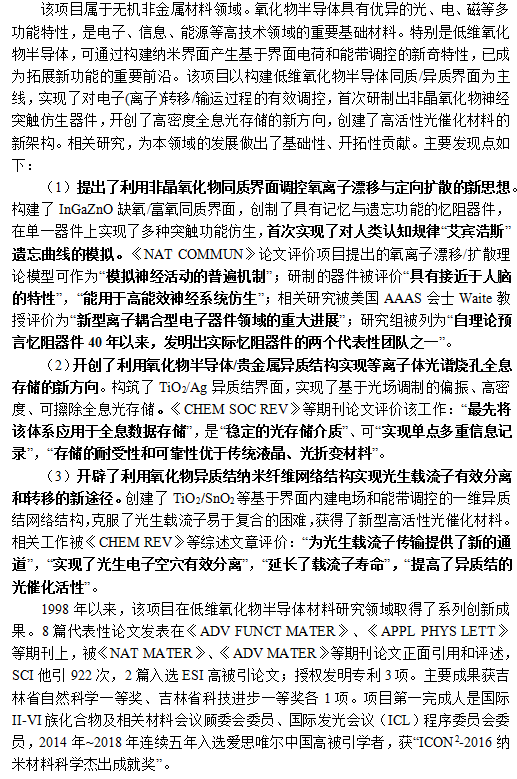 该项目属于无机非金属材料领域。氧化物半导体具有优异的光、电、磁等多
功能特性，是电子、信息、能源等高技术领域的重要基础材料。特别是低维氧化
物半导体，可通过构建纳米界面产生基于界面电荷和能带调控的新奇特性，已成
为拓展新功能的重要前沿。该项目以构建低维氧化物半导体同质/异质界面为主
线，实现了对电子(离子)转移/输运过程的有效调控，首次研制出非晶氧化物神经
突触仿生器件，开创了高密度全息光存储的新方向，创建了高活性光催化材料的
新架构。相关研究，为本领域的发展做出了基础性、开拓性贡献。主要发现点如
下：
（1）提出了利用非晶氧化物同质界面调控氧离子漂移与定向扩散的新思想。
构建了 InGaZnO 缺氧/富氧同质界面，创制了具有记忆与遗忘功能的忆阻器件，
在单一器件上实现了多种突触功能仿生，首次实现了对人类认知规律“艾宾浩斯”
遗忘曲线的模拟。《NAT COMMUN》论文评价项目提出的氧离子漂移/扩散理
论模型可作为“模拟神经活动的普遍机制”；研制的器件被评价“具有接近于人脑
的特性”，“能用于高能效神经系统仿生”；相关研究被美国 AAAS 会士 Waite 教
授评价为“新型离子耦合型电子器件领域的重大进展”；研究组被列为“自理论预
言忆阻器件 40 年以来，发明出实际忆阻器件的两个代表性团队之一”。
（2）开创了利用氧化物半导体/贵金属异质结构实现等离子体光谱烧孔全息
存储的新方向。构筑了 TiO₂/Ag 异质结界面，实现了基于光场调制的偏振、高密
度、可擦除全息光存储。《CHEM SOC REV》等期刊论文评价该工作：“最先将
该体系应用于全息数据存储”，是“稳定的光存储介质”、可“实现单点多重信息记
录”，“存储的耐受性和可靠性优于传统液晶、光折变材料”。
（3）开辟了利用氧化物异质结纳米纤维网络结构实现光生载流子有效分离
和转移的新途径。创建了 TiO₂/SnO₂等基于界面内建电场和能带调控的一维异质
结网络结构，克服了光生载流子易于复合的困难，获得了新型高活性光催化材料。
相关工作被《CHEM REV》等综述文章评价：“为光生载流子传输提供了新的通
道”，“实现了光生电子空穴有效分离”，“延长了载流子寿命”，“提高了异质结的
光催化活性”。
1998 年以来，该项目在低维氧化物半导体材料研究领域取得了系列创新成
果。8 篇代表性论文发表在《ADV FUNCT MATER》、《APPL PHYS LETT》
等期刊上，被《NAT MATER》、《ADV MATER》等期刊论文正面引用和评述，
SCI 他引 922 次，2 篇入选 ESI 高被引论文；授权发明专利 3 项。主要成果获吉
林省自然科学一等奖、吉林省科技进步一等奖各 1 项。项目第一完成人是国际
II-VI 族化合物及相关材料会议顾委会委员、国际发光会议（ICL）程序委员会委
员，2014 年~2018 年连续五年入选爱思唯尔中国高被引学者，获“ICON²-2016 纳
米材料科学杰出成就奖”。